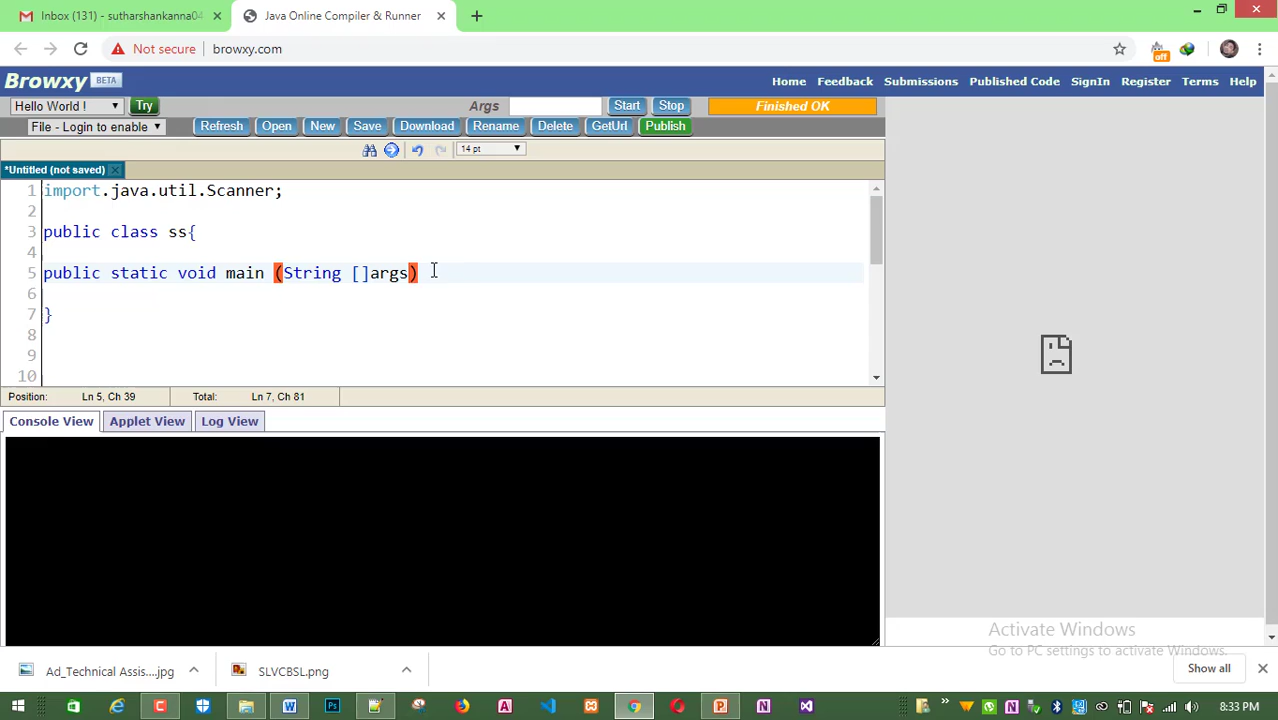 Inbox (131) - sutharshankanna04
Java Online Compiler & Runner
Not secure
browxy.com
off
Browxy BETA
Home Feedback Submissions Published Code SignIn Register Terms Help
Hello World !
Try
Args
Start
Stop
Finished OK
File - Login to enable
Refresh
Open
New
Save
Download
Rename
Delete
GetUrl
Publish
14 pt
*Untitled (not saved)
1 import.java.util.Scanner;
2
3 public class ss{
4
5 public static void main (String []args)
6
7 }
8
9
10
Position: Ln 5, Ch 39 Total: Ln 7, Ch 81
Console View Applet View Log View
Activate Windows
Go to PC settings to activate Windows.
Ad_Technical Assis....jpg
SLVCBSL.png
Show all
8:33 PM